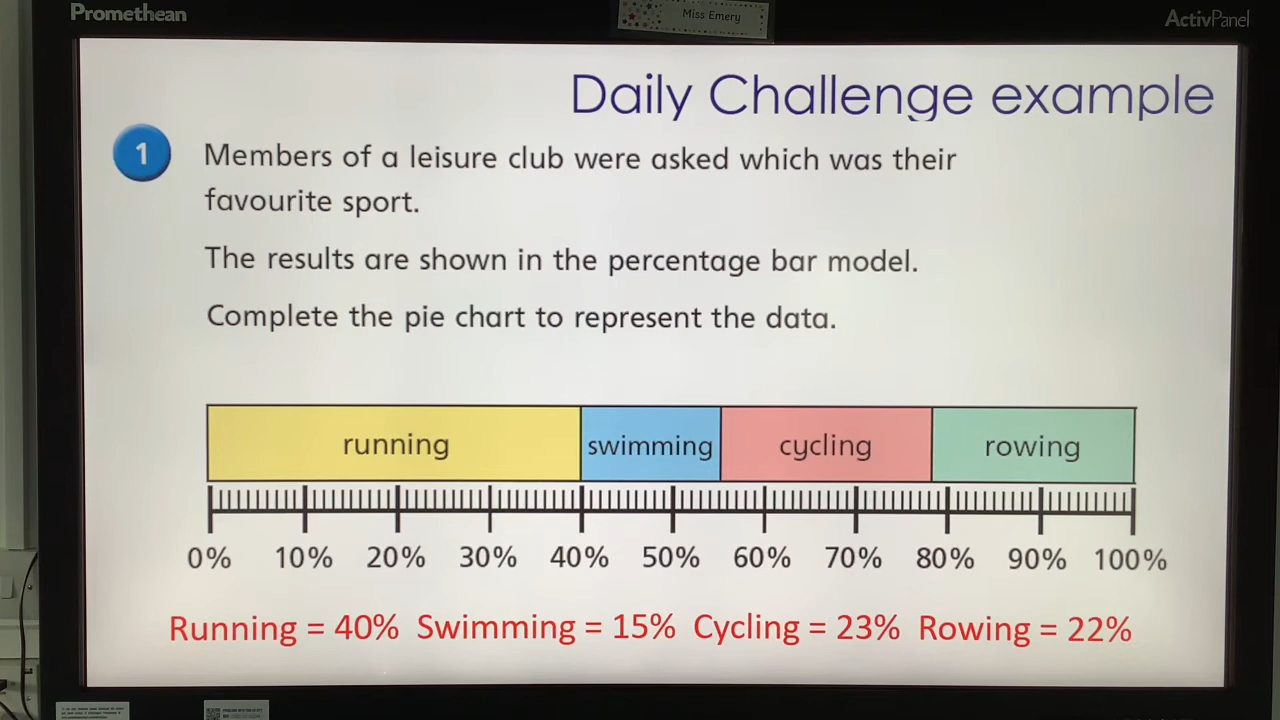 Promethean
Miss Emery
ActivPanel
Daily Challenge example
1
Members of a leisure club were asked which was their
favourite sport.
The results are shown in the percentage bar model.
Complete the pie chart to represent the data.
running swimming cycling rowing
0% 10% 20% 30% 40% 50% 60% 70% 80% 90% 100%
Running = 40% Swimming = 15% Cycling = 23% Rowing = 22%